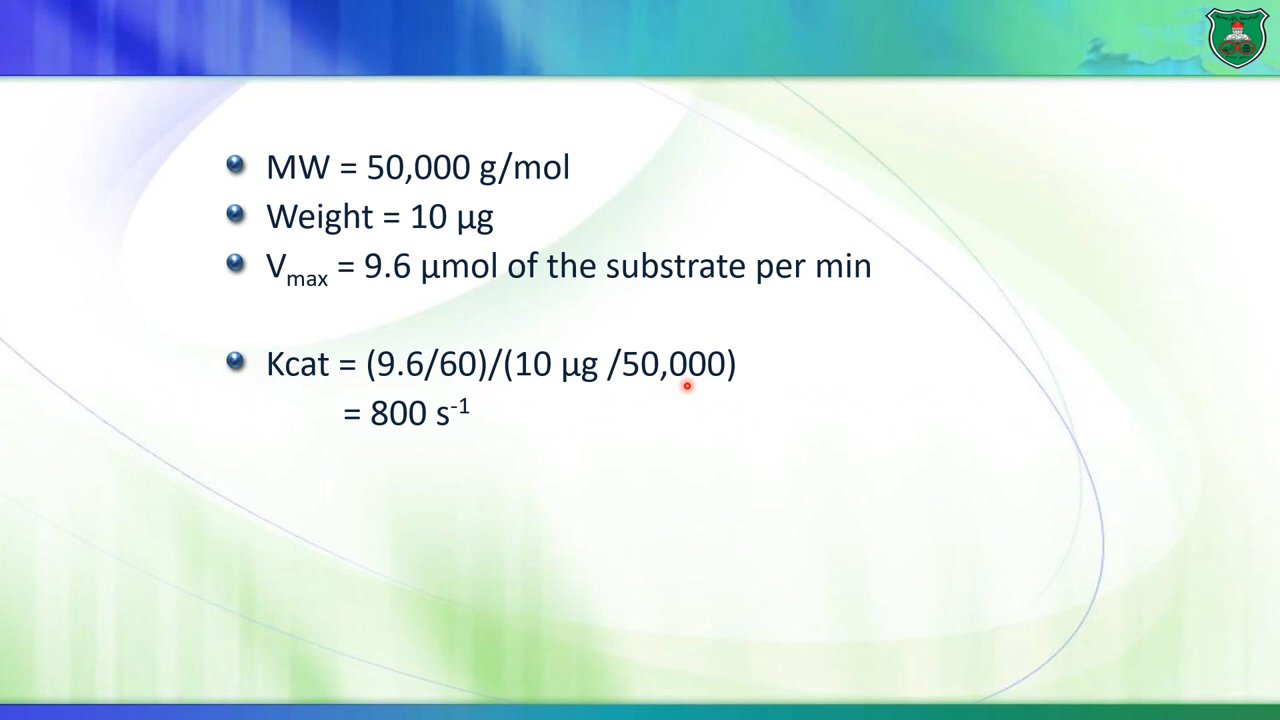 MW = 50,000 g/mol
Weight = 10 µg
Vmax = 9.6 µmol of the substrate per min
Kcat = (9.6/60)/(10 µg /50,000)
= 800 s-1